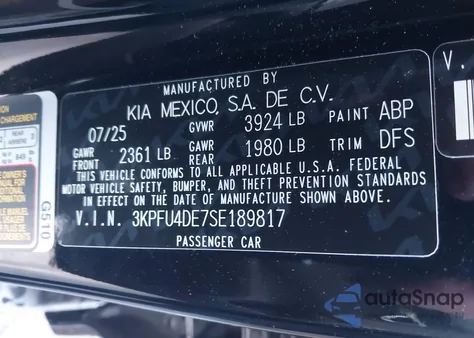 MANUFACTURED BY
KIA MEXICO, S.A. DE C.V.
07/25 GVWR 3924 LB PAINT ABP
GAWR FRONT 2361 LB GAWR REAR 1980 LB TRIM DFS
THIS VEHICLE CONFORMS TO ALL APPLICABLE U.S.A. FEDERAL
MOTOR VEHICLE SAFETY, BUMPER, AND THEFT PREVENTION STANDARDS
IN EFFECT ON THE DATE OF MANUFACTURE SHOWN ABOVE.
V.I.N. 3KPFU4DE7SE189817
PASSENGER CAR
G510
V.
autoSnap